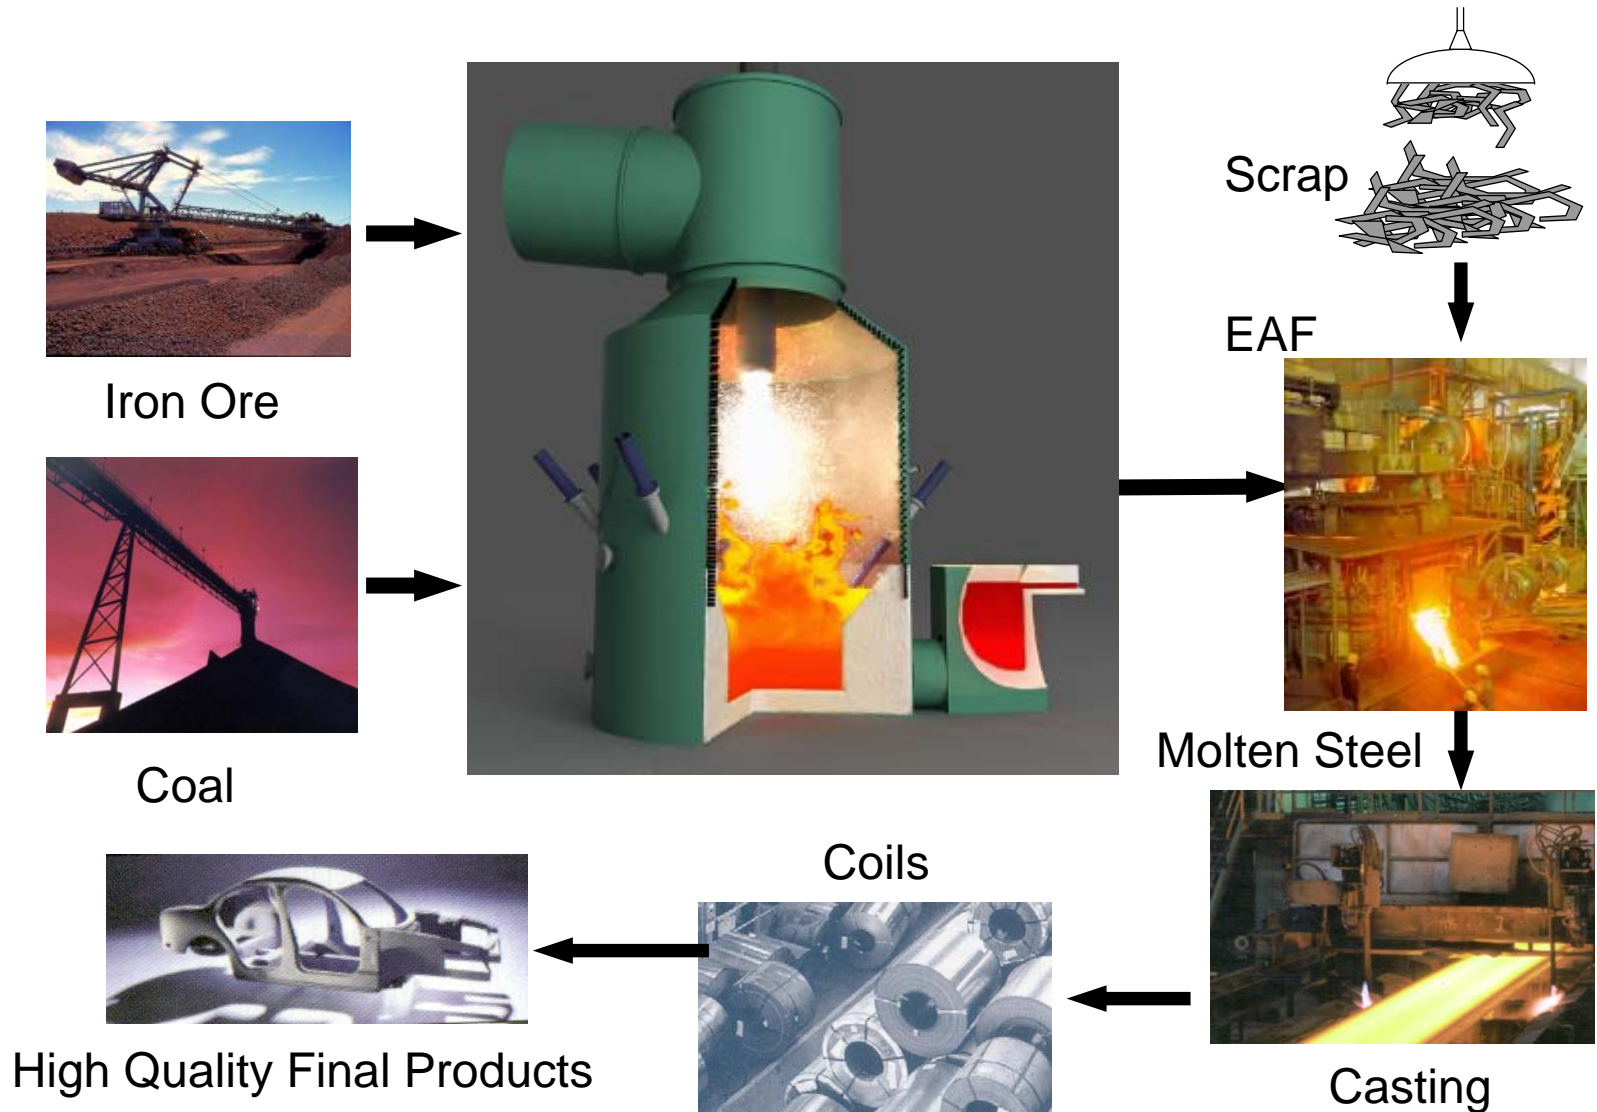 Scrap
EAF
Iron Ore
Coal
Molten Steel
Coils
High Quality Final Products
Casting